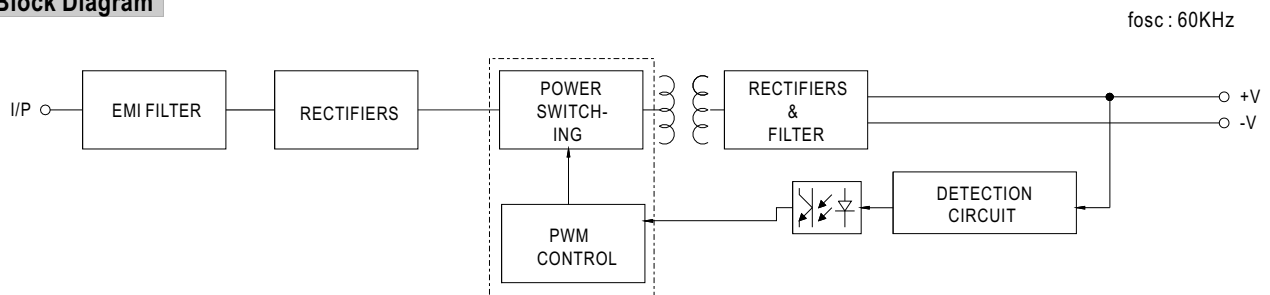 Block Diagram
fosc : 60KHz
I/P
EMI FILTER
RECTIFIERS
POWER
SWITCH-
ING
RECTIFIERS
&
FILTER
+V
-V
DETECTION
CIRCUIT
PWM
CONTROL